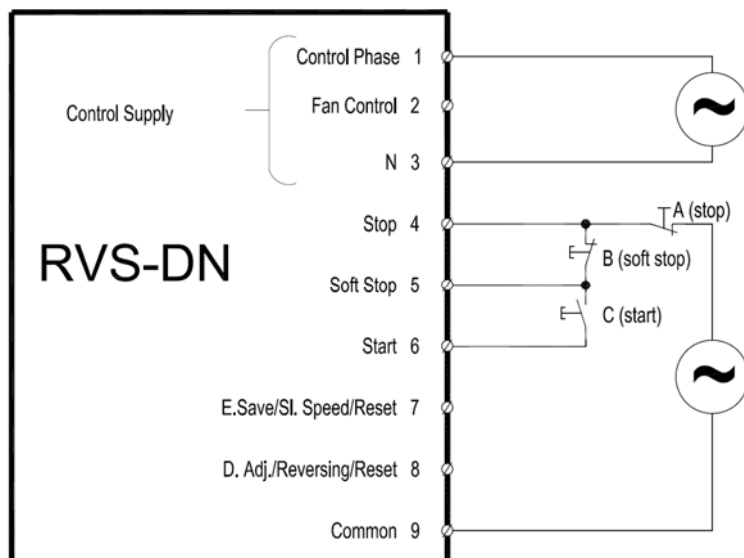 Control Phase 1
Control Supply
Fan Control 2
N 3
Stop 4
A (stop)
RVS-DN
B (soft stop)
Soft Stop 5
C (start)
Start 6
E.Save/Sl. Speed/Reset 7
D. Adj./Reversing/Reset 8
Common 9